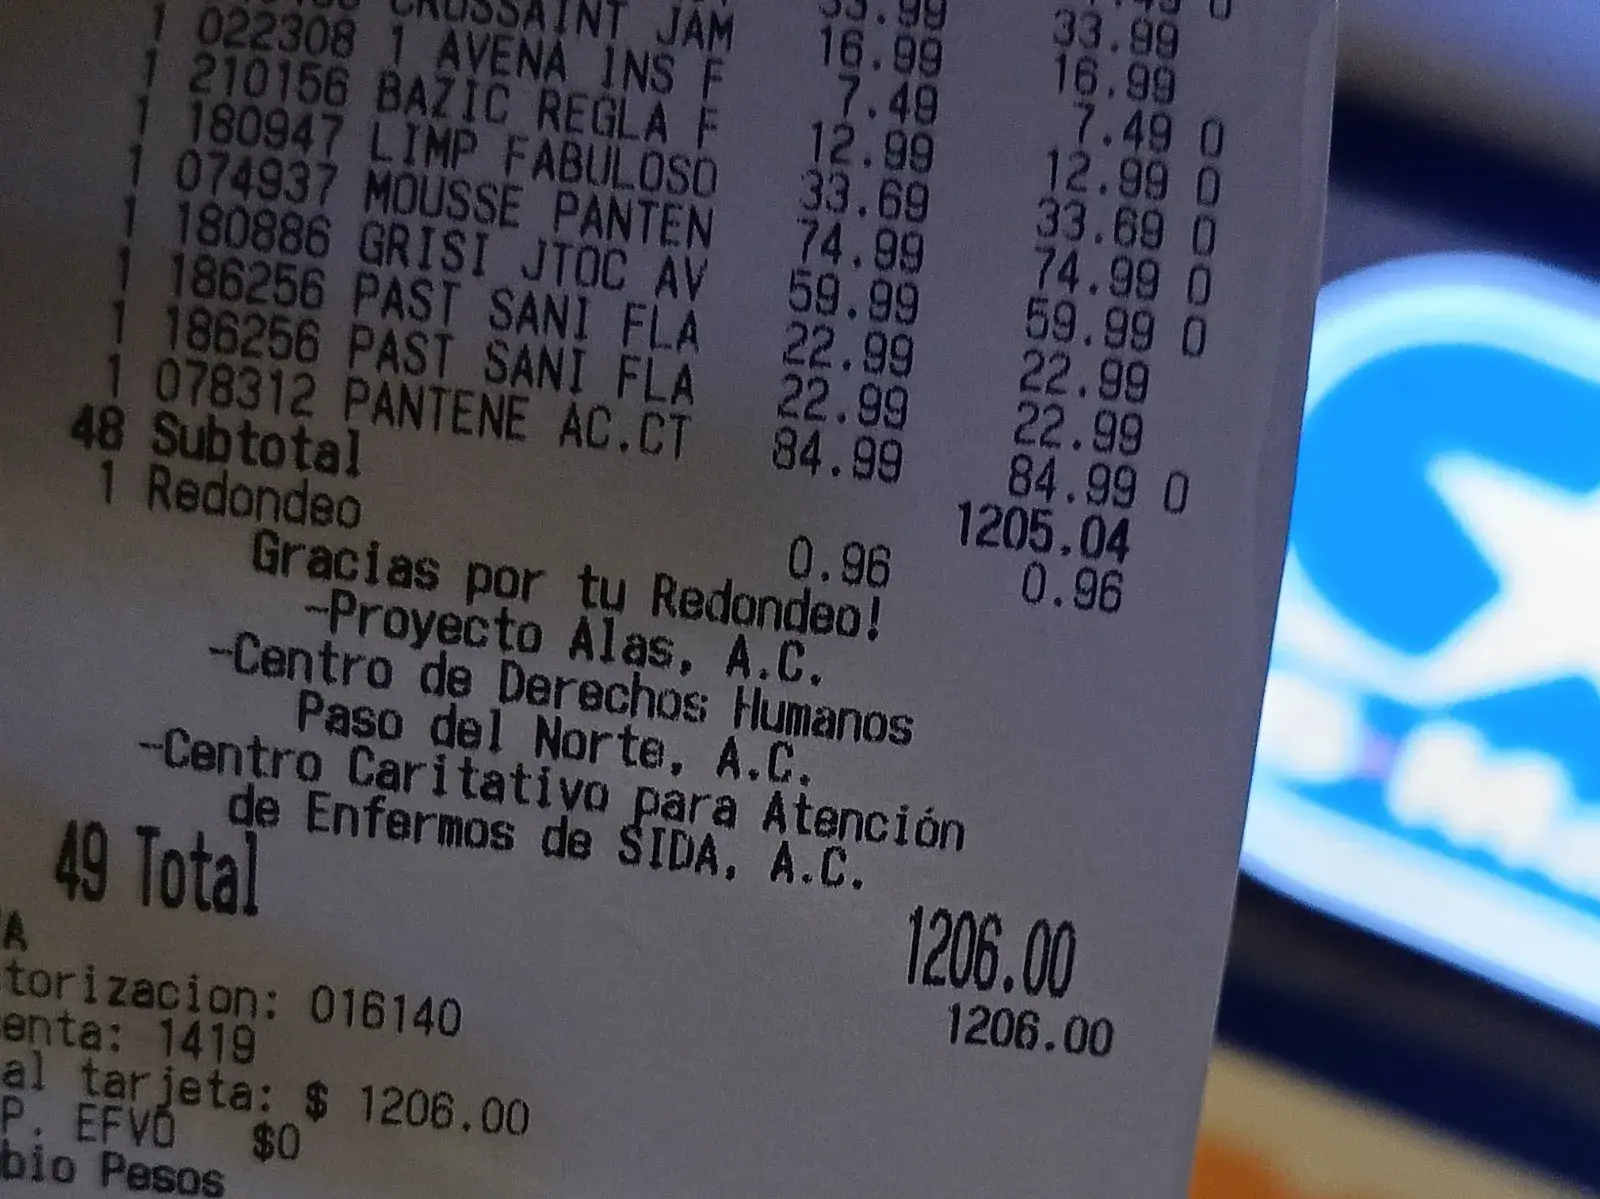 33.99 33.99
CROUSSAINT JAM 16.99 16.99
1 022308 1 AVENA INS F 7.49 7.49 0
1 210156 BAZIC REGLA F 12.99 12.99 0
1 180947 LIMP FABULOSO 33.69 33.69 0
1 074937 MOUSSE PANTEN 74.99 74.99 0
1 180886 GRISI JTOC AV 59.99 59.99 0
1 186256 PAST SANI FLA 22.99 22.99
1 186256 PAST SANI FLA 22.99 22.99
1 078312 PANTENE AC.CT 84.99 84.99 0
48 Subtotal 1205.04
1 Redondeo 0.96 0.96
Gracias por tu Redondeo!
-Proyecto Alas, A.C.
-Centro de Derechos Humanos
Paso del Norte, A.C.
-Centro Caritativo para Atención
de Enfermos de SIDA, A.C.
49 Total 1206.00
A 1206.00
torizacion: 016140
enta: 1419
al tarjeta: $ 1206.00
P. EFVO $0
bio Pesos